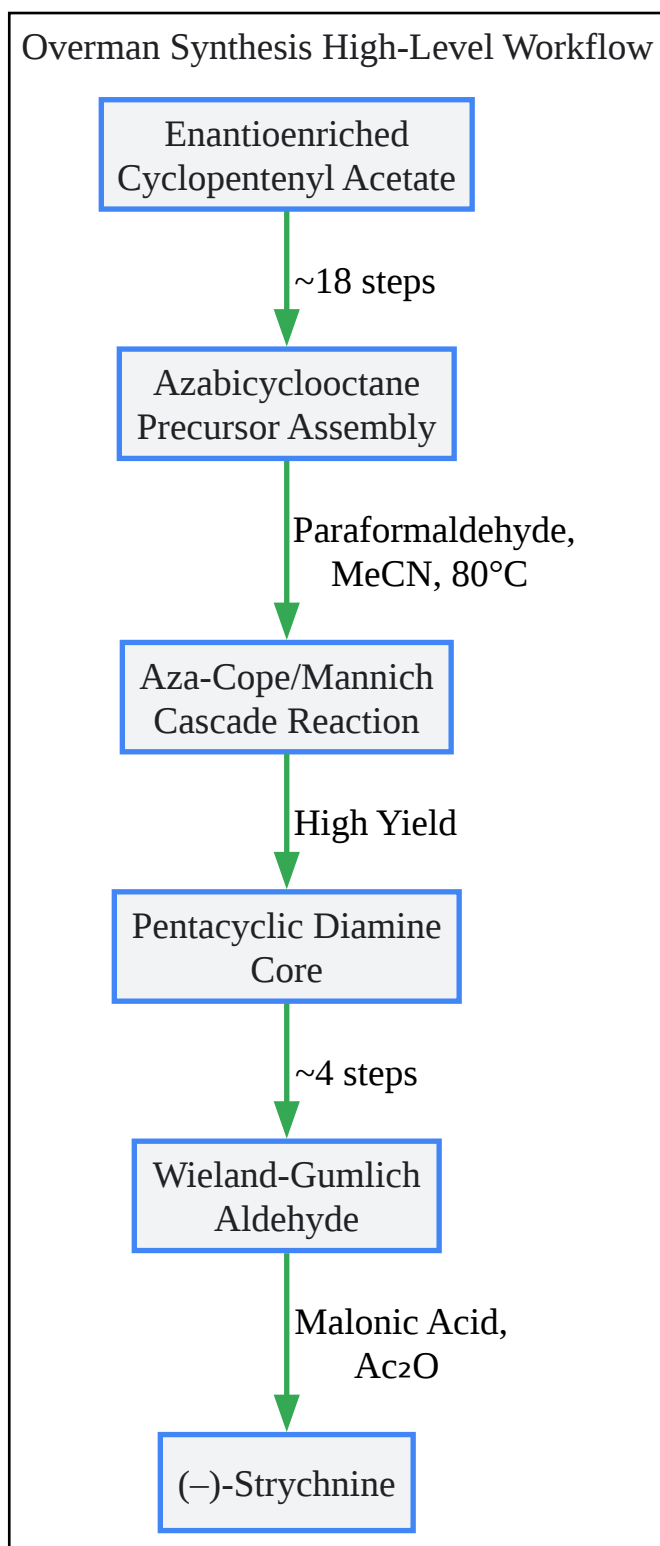 Overman Synthesis High-Level Workflow
Enantioenriched
Cyclopentenyl Acetate
~18 steps
Azabicyclooctane
Precursor Assembly
Paraformaldehyde,
MeCN, 80°C
Aza-Cope/Mannich
Cascade Reaction
High Yield
Pentacyclic Diamine
Core
~4 steps
Wieland-Gumlich
Aldehyde
Malonic Acid,
Ac₂O
(–)-Strychnine